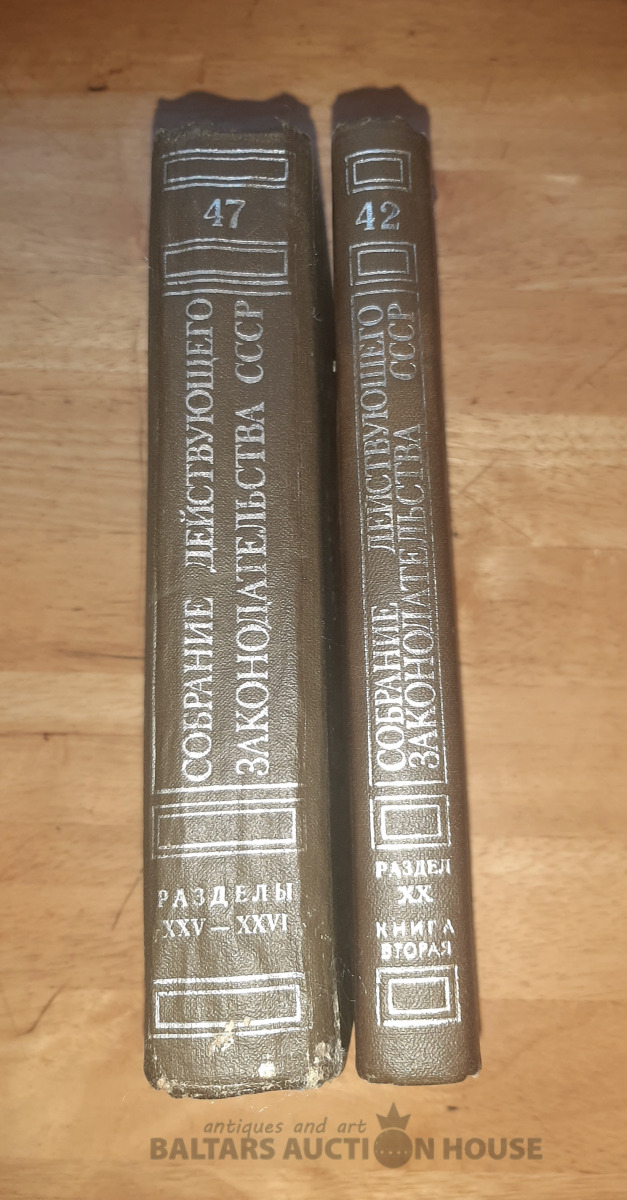 47
СОБРАНИЕ ДЕЙСТВУЮЩЕГО
ЗАКОНОДАТЕЛЬСТВА СССР
РАЗДЕЛЫ
XXV — XXVI
42
СОБРАНИЕ ДЕЙСТВУЮЩЕГО
ЗАКОНОДАТЕЛЬСТВА СССР
РАЗДЕЛ
XX
КНИГА
ВТОРАЯ
antiques and art
BALTARS AUCTION HOUSE